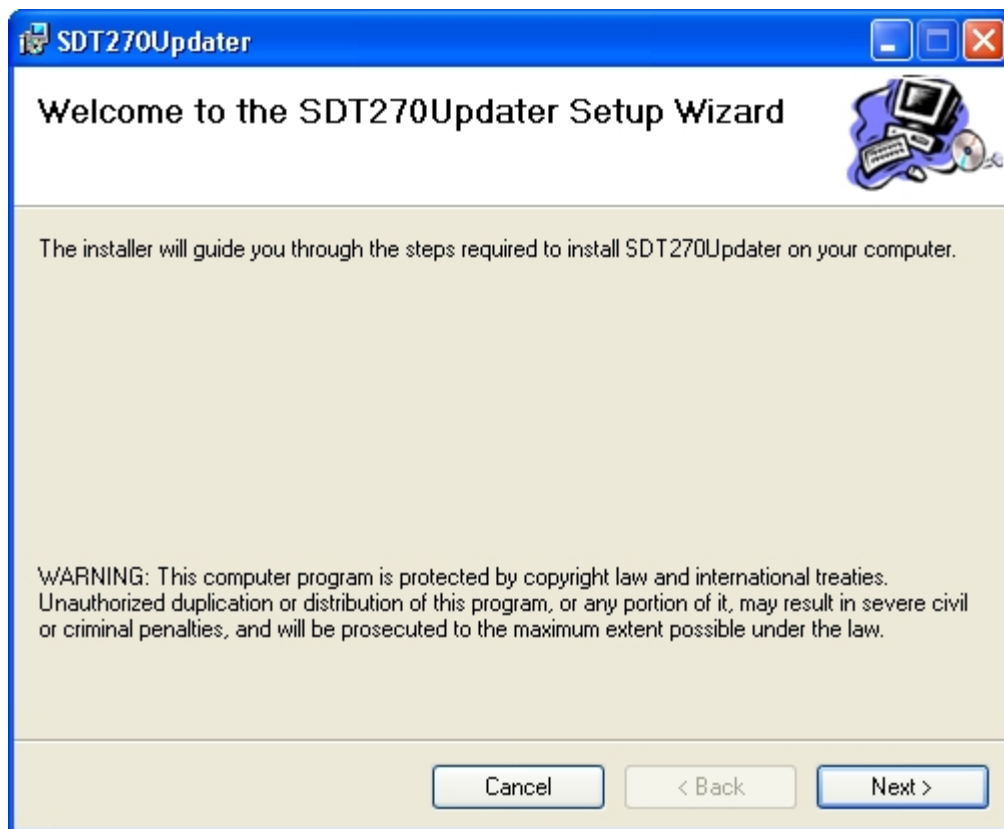 SDT270Updater
Welcome to the SDT270Updater Setup Wizard
The installer will guide you through the steps required to install SDT270Updater on your computer.
WARNING: This computer program is protected by copyright law and international treaties.
Unauthorized duplication or distribution of this program, or any portion of it, may result in severe civil
or criminal penalties, and will be prosecuted to the maximum extent possible under the law.
Cancel
< Back
Next >